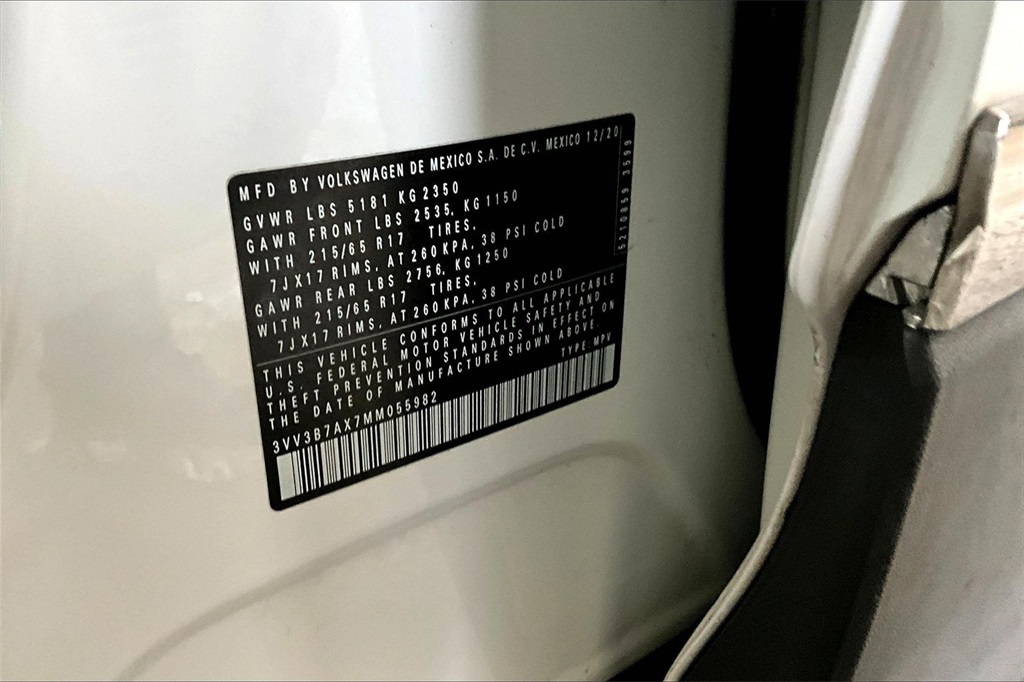 MFD BY VOLKSWAGEN DE MEXICO S.A. DE C.V. MEXICO 12/20
GVWR LBS 5181 KG 2350
GAWR FRONT LBS 2535, KG 1150
WITH 215/65 R17 TIRES,
7JX17 RIMS, AT 260KPA, 38 PSI COLD
GAWR REAR LBS 2756, KG 1250
WITH 215/65 R17 TIRES,
7JX17 RIMS, AT 260KPA, 38 PSI COLD
THIS VEHICLE CONFORMS TO ALL APPLICABLE
U.S. FEDERAL MOTOR VEHICLE SAFETY AND
THEFT PREVENTION STANDARDS IN EFFECT ON
THE DATE OF MANUFACTURE SHOWN ABOVE.
TYPE: MPV
3VV3B7AX7MM055982
5210859 3599